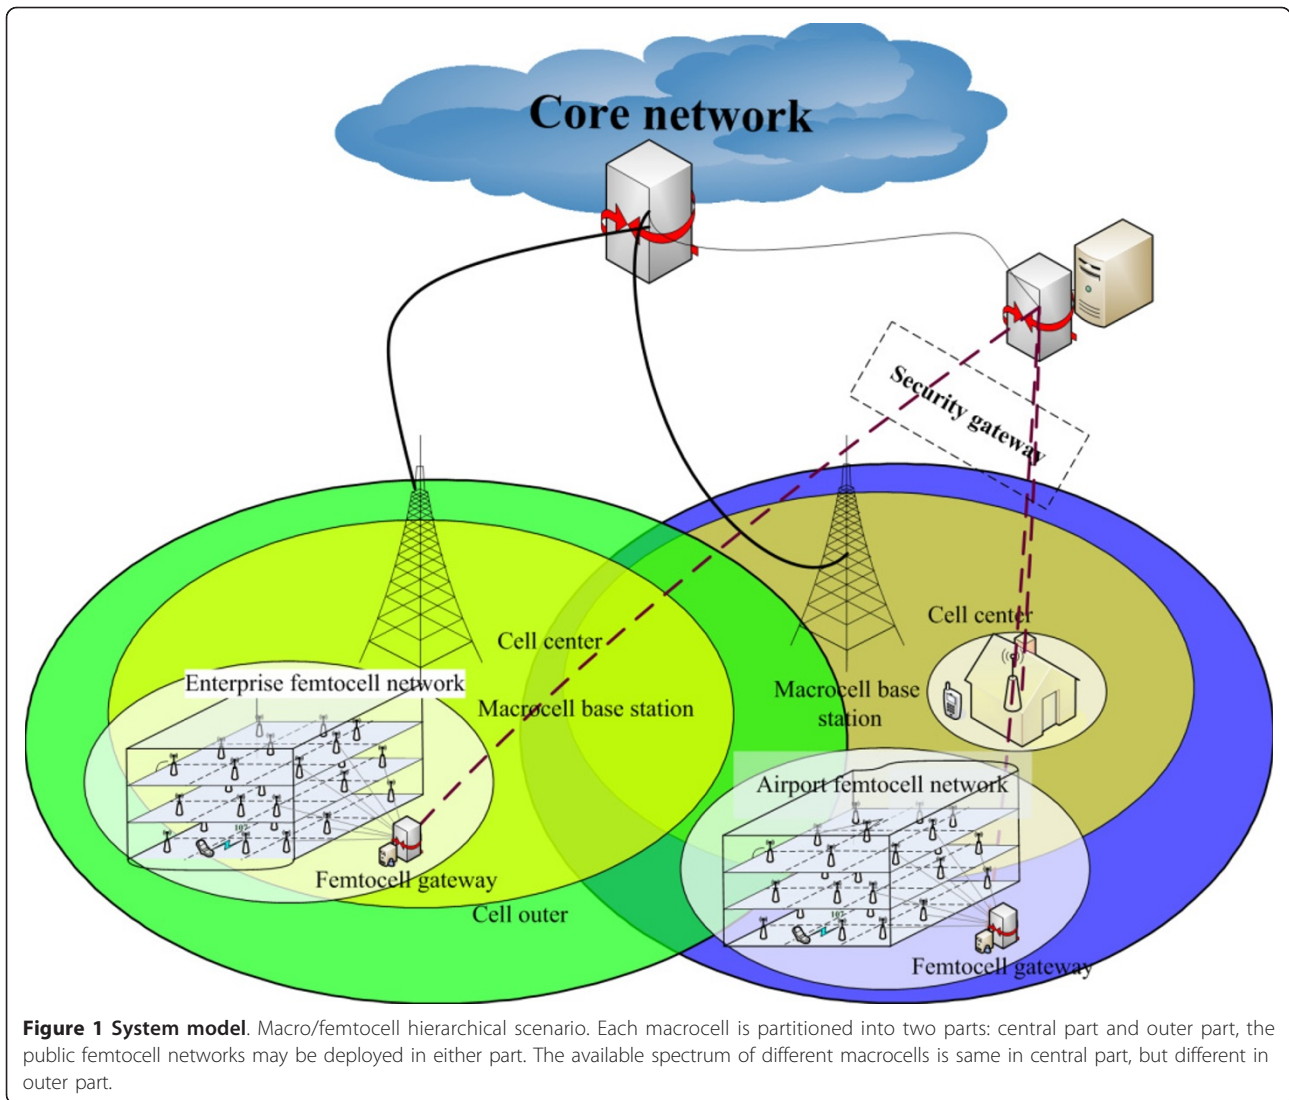 Core network
Security gateway
Cell center
Cell center
Enterprise femtocell network
Macrocell base station
Macrocell base
station
Airport femtocell network
107
Femtocell gateway
Cell outer
107
Femtocell gateway
Figure 1 System model. Macro/femtocell hierarchical scenario. Each macrocell is partitioned into two parts: central part and outer part, the
public femtocell networks may be deployed in either part. The available spectrum of different macrocells is same in central part, but different in
outer part.